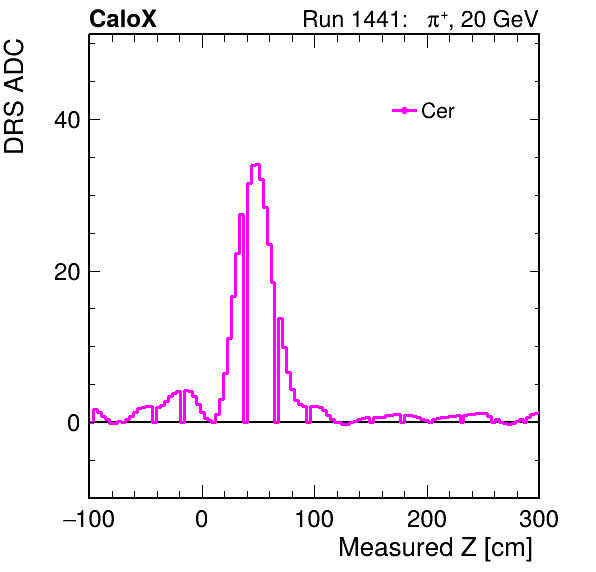 CaloX Run 1441: π⁺, 20 GeV
DRS ADC
Cer
40
20
0
−100 0 100 200 300
Measured Z [cm]